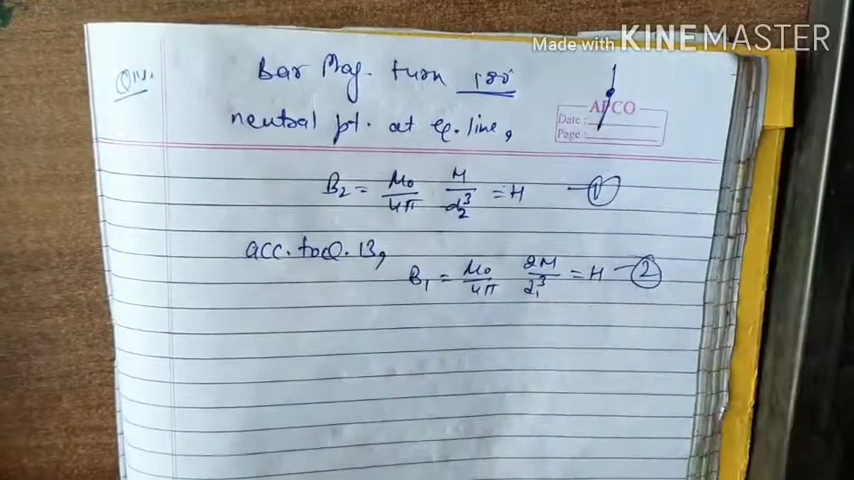 Made with KINEMASTER
Q14. Bar Mag. turn 180°
neutral pt. at eq. line,
APCO
Date :
Page :
B₂ = μ₀/4π M/d₂³ = H —①
acc. to Q. 13,
B₁ = μ₀/4π 2M/d₁³ = H —②